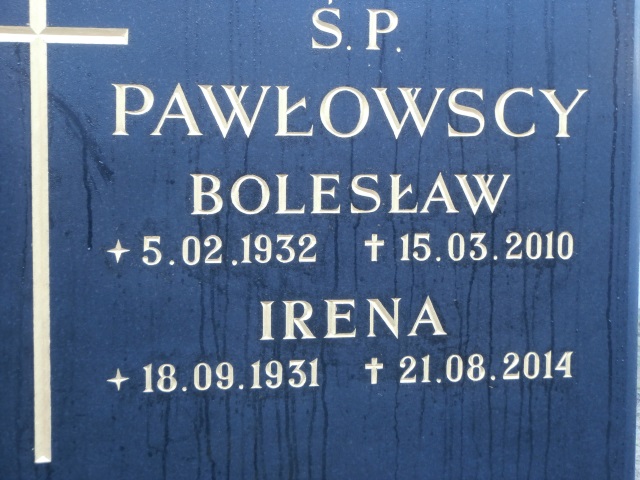 Ś.P.
PAWŁOWSCY
BOLESŁAW
✦ 5.02.1932 ✝ 15.03.2010
IRENA
✦ 18.09.1931 ✝ 21.08.2014